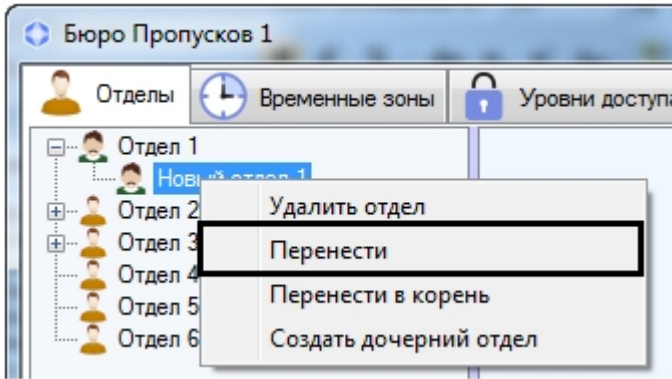 Бюро Пропусков 1
Отделы Временные зоны Уровни доступа
Отдел 1
Новый отдел 1
Отдел 2
Отдел 3
Отдел 4
Отдел 5
Отдел 6
Удалить отдел
Перенести
Перенести в корень
Создать дочерний отдел